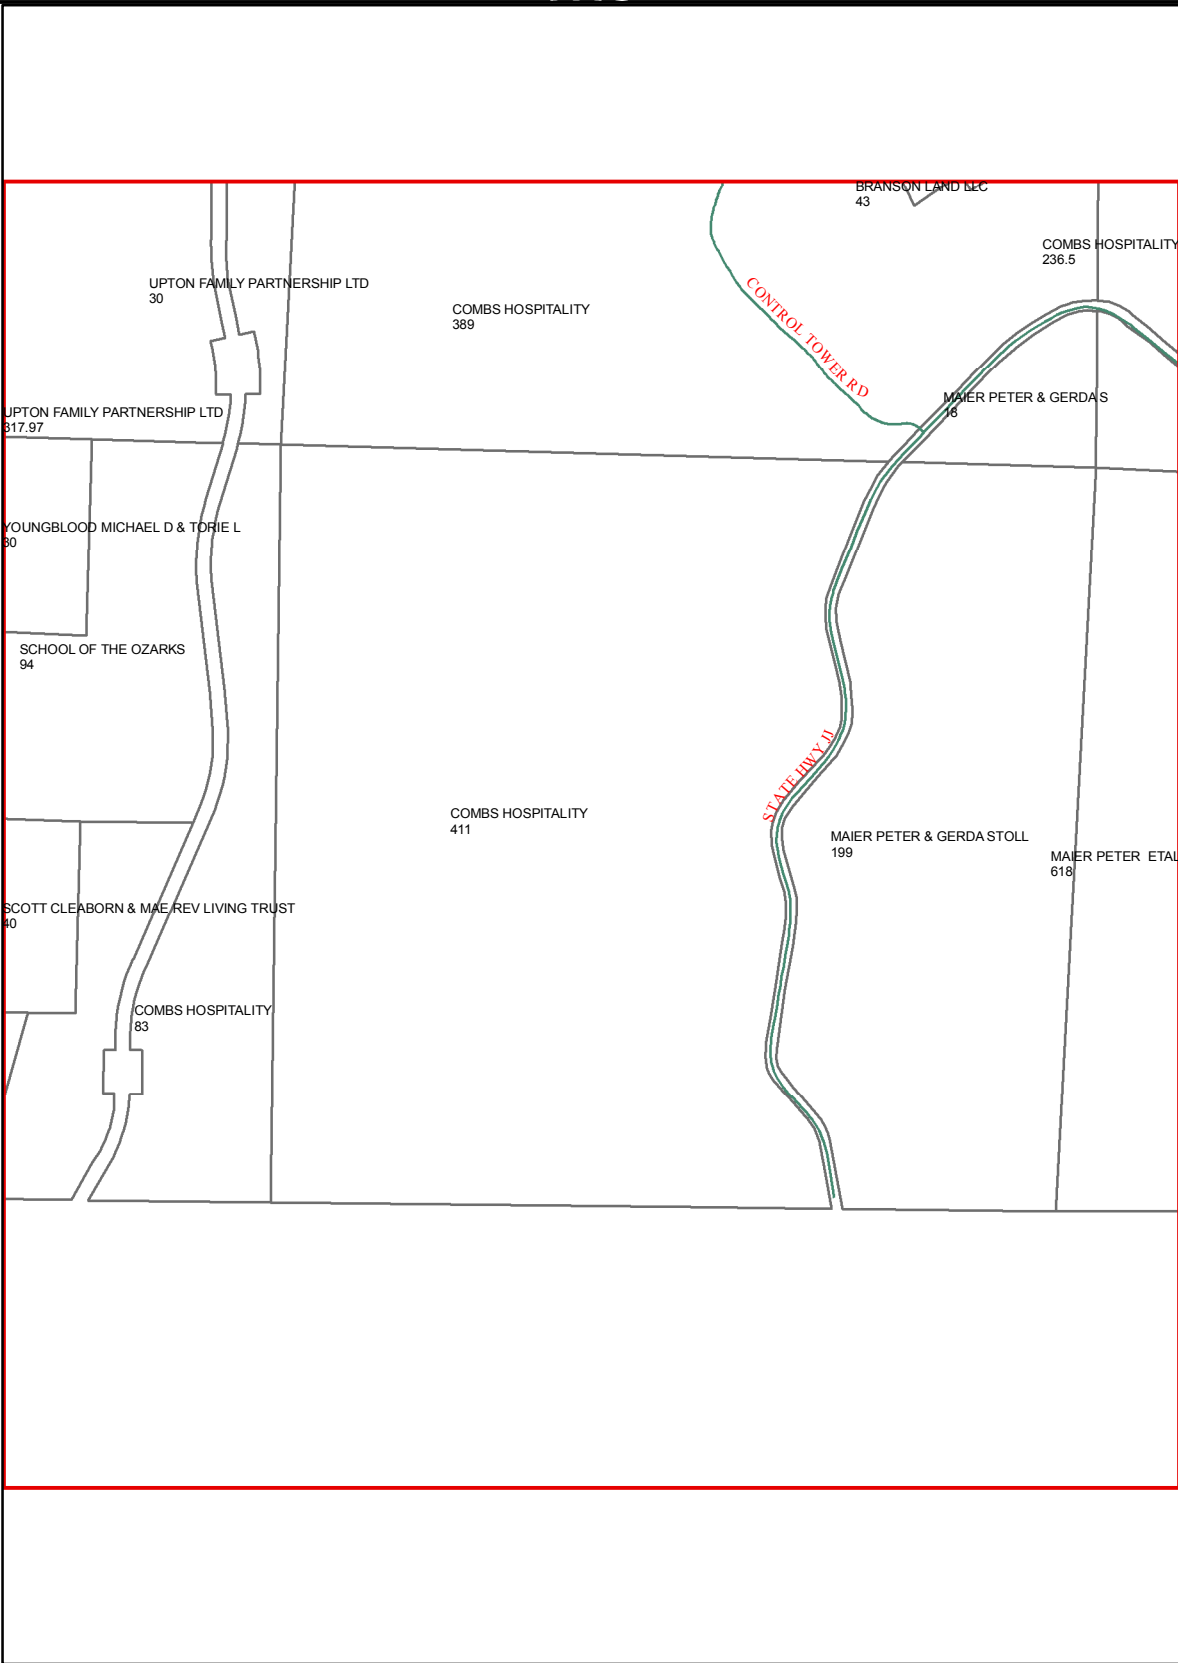 BRANSON LAND LLC
43
COMBS HOSPITALITY
236.5
UPTON FAMILY PARTNERSHIP LTD
30
COMBS HOSPITALITY
389
CONTROL TOWER RD
MAIER PETER & GERDA S
18
UPTON FAMILY PARTNERSHIP LTD
317.97
YOUNGBLOOD MICHAEL D & TORIE L
30
SCHOOL OF THE OZARKS
94
STATE HWY JJ
COMBS HOSPITALITY
411
MAIER PETER & GERDA STOLL
199
MAIER PETER ETAL
618
SCOTT CLEABORN & MAE REV LIVING TRUST
40
COMBS HOSPITALITY
83